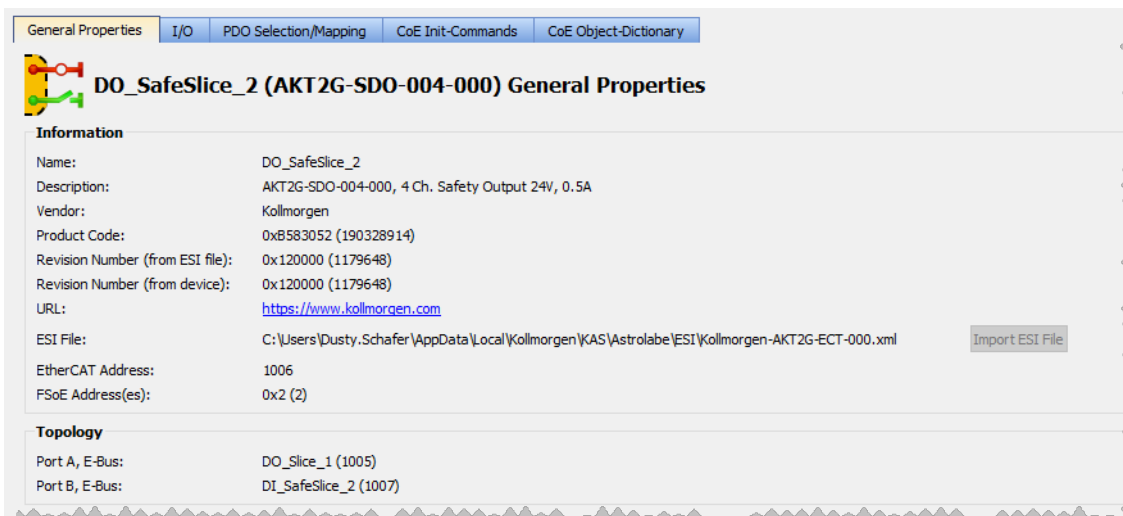 General Properties I/O PDO Selection/Mapping CoE Init-Commands CoE Object-Dictionary
DO_SafeSlice_2 (AKT2G-SDO-004-000) General Properties
Information
Name: DO_SafeSlice_2
Description: AKT2G-SDO-004-000, 4 Ch. Safety Output 24V, 0.5A
Vendor: Kollmorgen
Product Code: 0xB583052 (190328914)
Revision Number (from ESI file): 0x120000 (1179648)
Revision Number (from device): 0x120000 (1179648)
URL: https://www.kollmorgen.com
ESI File: C:\Users\Dusty.Schafer\AppData\Local\Kollmorgen\KAS\Astrolabe\ESI\Kollmorgen-AKT2G-ECT-000.xml Import ESI File
EtherCAT Address: 1006
FSoE Address(es): 0x2 (2)
Topology
Port A, E-Bus: DO_Slice_1 (1005)
Port B, E-Bus: DI_SafeSlice_2 (1007)